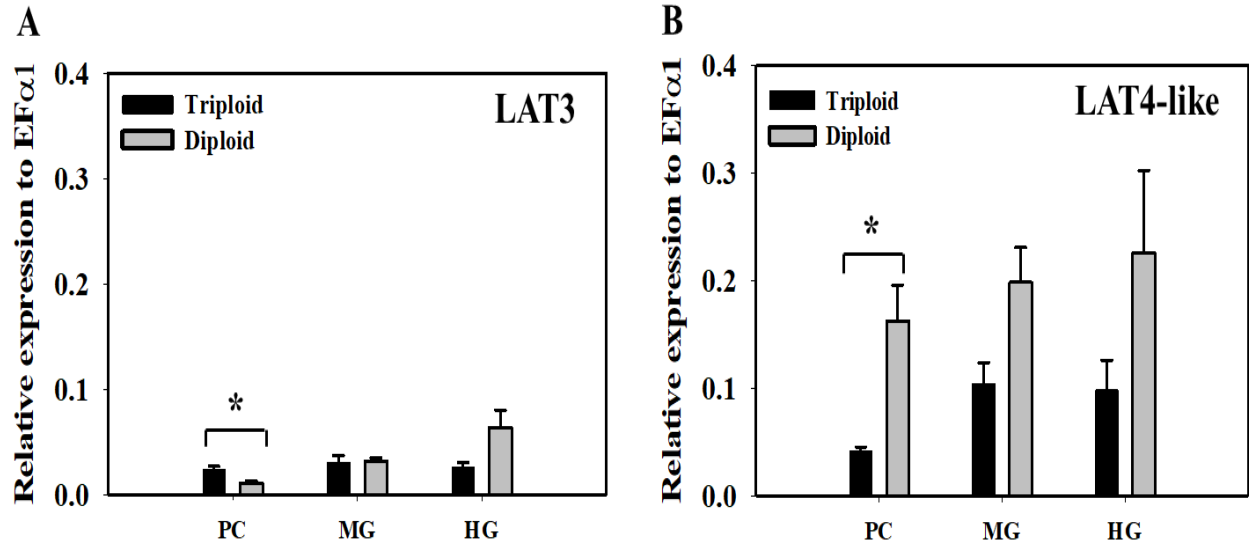 A
Relative expression to EFα1
0.4
0.3
0.2
0.1
0.0
Triploid
Diploid
LAT3
*
PC MG HG
B
Relative expression to EFα1
0.4
0.3
0.2
0.1
0.0
Triploid
Diploid
LAT4-like
*
PC MG HG